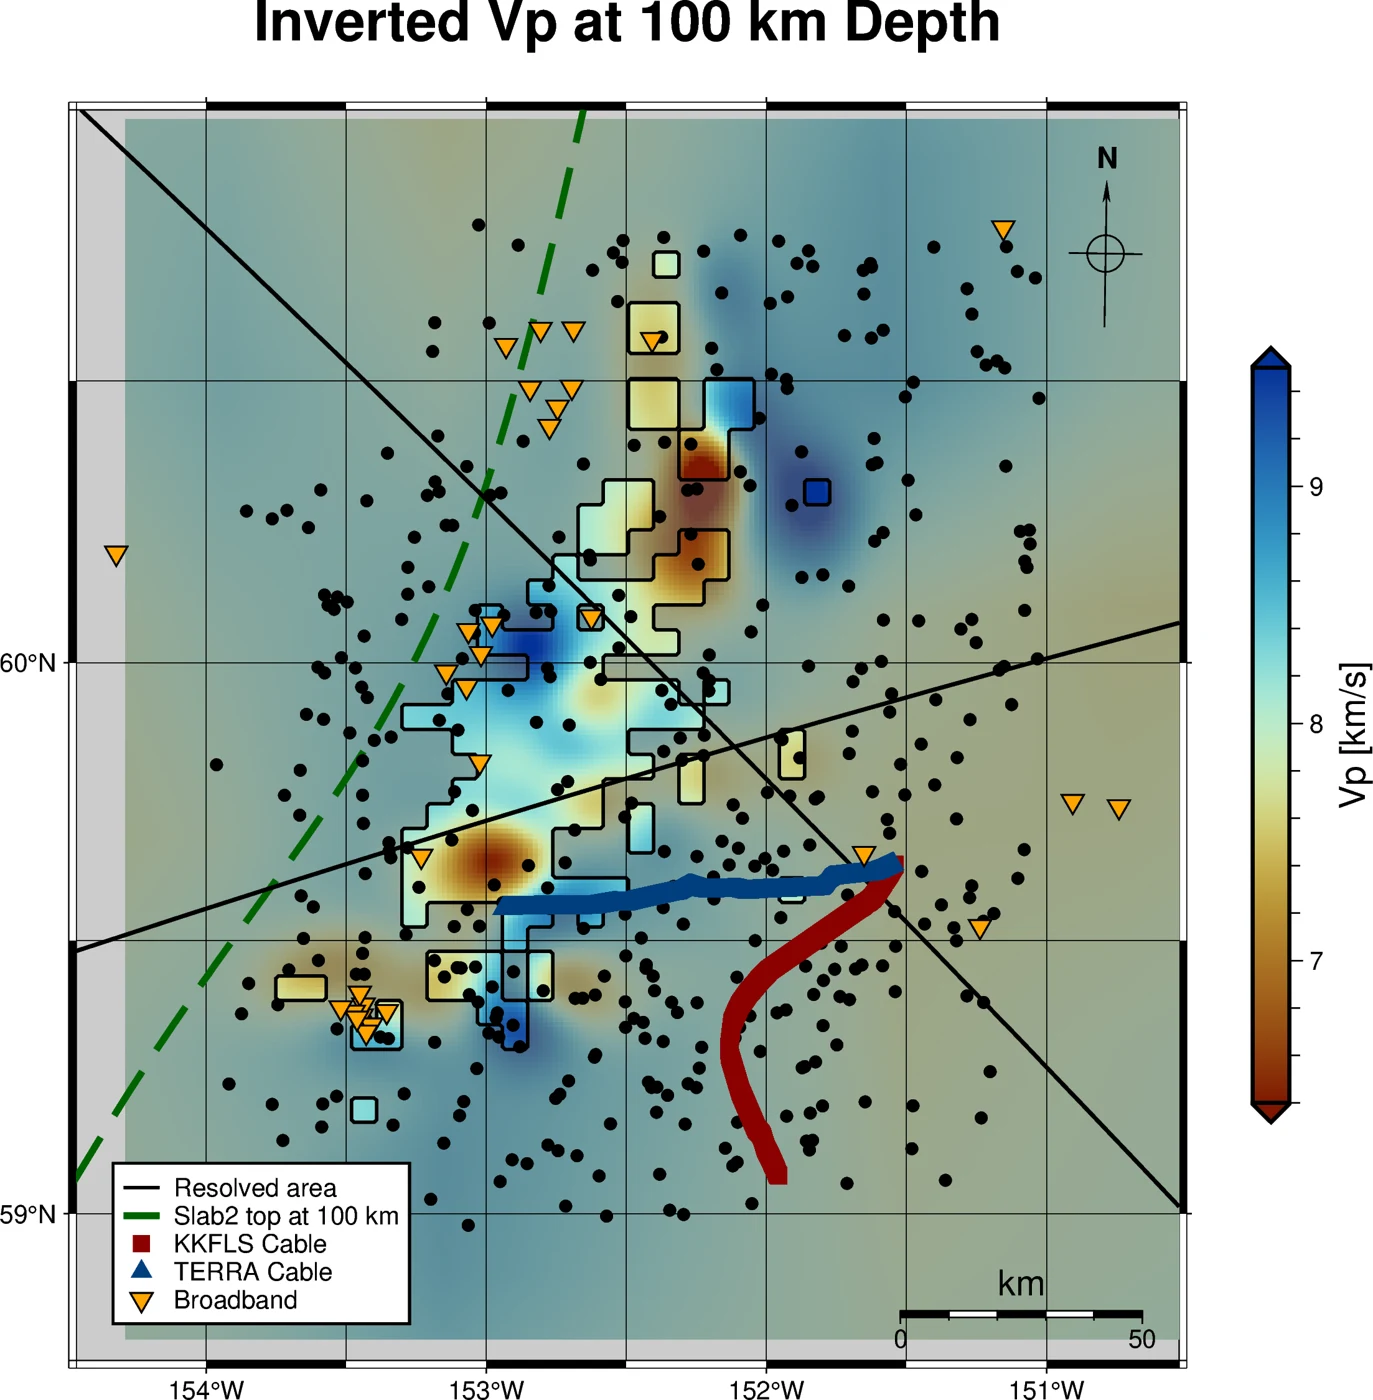 Inverted Vp at 100 km Depth
N
9
8
7
Vp [km/s]
60°N
59°N
Resolved area
Slab2 top at 100 km
KKFLS Cable
TERRA Cable
Broadband
km
0 50
154°W 153°W 152°W 151°W